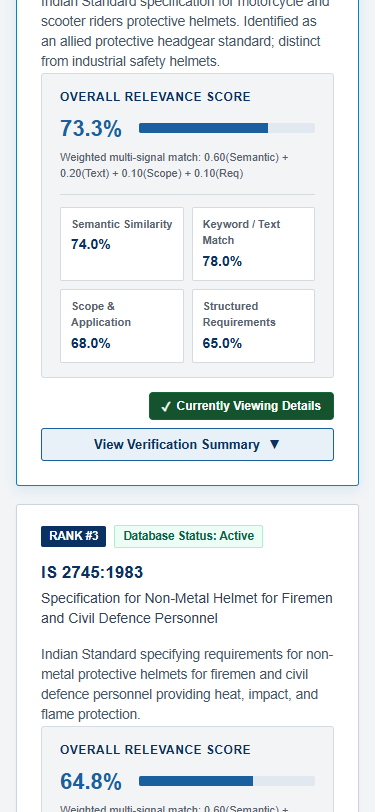 Indian Standard specification for motorcycle and
scooter riders protective helmets. Identified as
an allied protective headgear standard; distinct
from industrial safety helmets.
OVERALL RELEVANCE SCORE
73.3%
Weighted multi-signal match: 0.60(Semantic) +
0.20(Text) + 0.10(Scope) + 0.10(Req)
Semantic Similarity
74.0%
Keyword / Text
Match
78.0%
Scope &
Application
68.0%
Structured
Requirements
65.0%
✓ Currently Viewing Details
View Verification Summary ▼
RANK #3
Database Status: Active
IS 2745:1983
Specification for Non-Metal Helmet for Firemen
and Civil Defence Personnel
Indian Standard specifying requirements for non-
metal protective helmets for firemen and civil
defence personnel providing heat, impact, and
flame protection.
OVERALL RELEVANCE SCORE
64.8%
Weighted multi-signal match: 0.60(Semantic) +